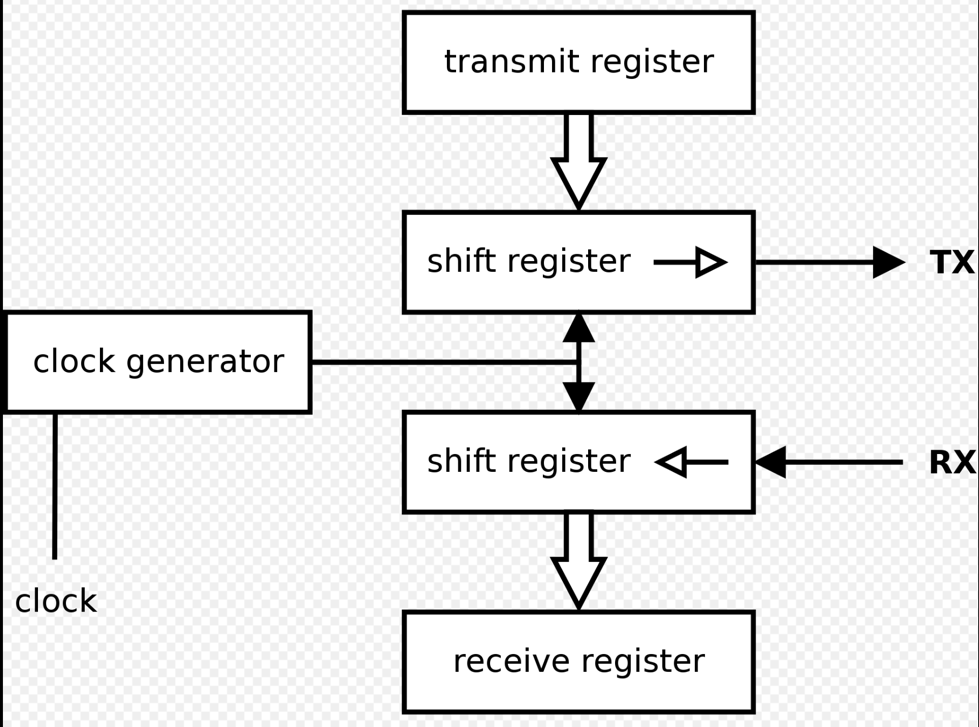 transmit register
shift register
TX
clock generator
shift register
RX
clock
receive register